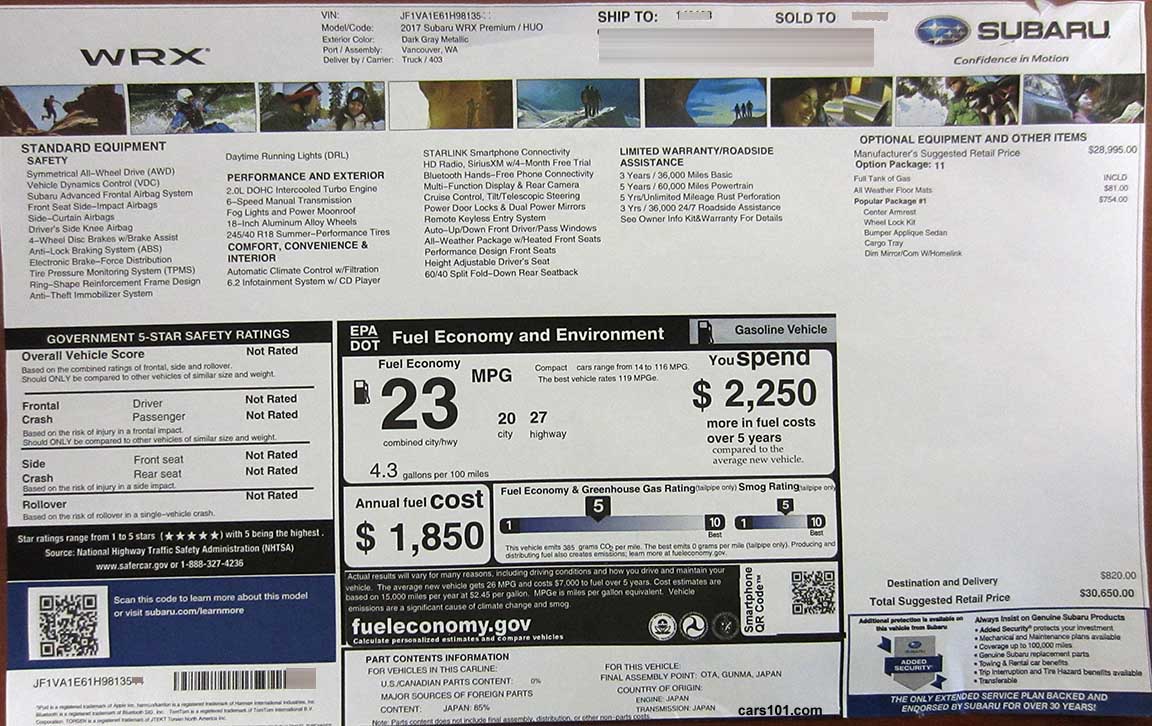 WRX
VIN: JF1VA1E61H98135
Model/Code: 2017 Subaru WRX Premium / HUO
Exterior Color: Dark Gray Metallic
Port / Assembly: Vancouver, WA
Deliver by / Carrier: Truck / 403
SHIP TO:
SOLD TO
SUBARU
Confidence in Motion
STANDARD EQUIPMENT
SAFETY
Symmetrical All-Wheel Drive (AWD)
Vehicle Dynamics Control (VDC)
Subaru Advanced Frontal Airbag System
Front Seat Side-Impact Airbags
Side-Curtain Airbags
Driver's Side Knee Airbag
4-Wheel Disc Brakes w/Brake Assist
Anti-Lock Braking System (ABS)
Electronic Brake-Force Distribution
Tire Pressure Monitoring System (TPMS)
Ring-Shape Reinforcement Frame Design
Anti-Theft Immobilizer System
Daytime Running Lights (DRL)
PERFORMANCE AND EXTERIOR
2.0L DOHC Intercooled Turbo Engine
6-Speed Manual Transmission
Fog Lights and Power Moonroof
18-Inch Aluminum Alloy Wheels
245/40 R18 Summer-Performance Tires
COMFORT, CONVENIENCE &
INTERIOR
Automatic Climate Control w/Filtration
6.2 Infotainment System w/ CD Player
STARLINK Smartphone Connectivity
HD Radio, SiriusXM w/4-Month Free Trial
Bluetooth Hands-Free Phone Connectivity
Multi-Function Display & Rear Camera
Cruise Control, Tilt/Telescopic Steering
Power Door Locks & Dual Power Mirrors
Remote Keyless Entry System
Auto-Up/Down Front Driver/Pass Windows
All-Weather Package w/Heated Front Seats
Performance Design Front Seats
Height Adjustable Driver's Seat
60/40 Split Fold-Down Rear Seatback
LIMITED WARRANTY/ROADSIDE
ASSISTANCE
3 Years / 36,000 Miles Basic
5 Years / 60,000 Miles Powertrain
5 Yrs/Unlimited Mileage Rust Perforation
3 Yrs / 36,000 24/7 Roadside Assistance
See Owner Info Kit&Warranty For Details
OPTIONAL EQUIPMENT AND OTHER ITEMS
Manufacturer's Suggested Retail Price $28,995.00
Option Package: 11
Full Tank of Gas INCLD
All Weather Floor Mats $81.00
Popular Package #1 $754.00
Center Armrest
Wheel Lock Kit
Bumper Applique Sedan
Cargo Tray
Dim Mirror/Com W/Homelink
Destination and Delivery $820.00
Total Suggested Retail Price $30,650.00
GOVERNMENT 5-STAR SAFETY RATINGS
Overall Vehicle Score Not Rated
Based on the combined ratings of frontal, side and rollover.
Should ONLY be compared to other vehicles of similar size and weight.
Frontal Driver Not Rated
Crash Passenger Not Rated
Based on the risk of injury in a frontal impact.
Should ONLY be compared to other vehicles of similar size and weight.
Side Front seat Not Rated
Crash Rear seat Not Rated
Based on the risk of injury in a side impact.
Rollover Not Rated
Based on the risk of rollover in a single-vehicle crash.
Star ratings range from 1 to 5 stars (★★★★★) with 5 being the highest.
Source: National Highway Traffic Safety Administration (NHTSA)
www.safercar.gov or 1-888-327-4236
Scan this code to learn more about this model
or visit subaru.com/learnmore
JF1VA1E61H98135
EPA
DOT
Fuel Economy and Environment
Gasoline Vehicle
Fuel Economy
23 MPG
combined city/hwy
20 27
city highway
4.3 gallons per 100 miles
Compact cars range from 14 to 116 MPG.
The best vehicle rates 119 MPGe.
You spend
$ 2,250
more in fuel costs
over 5 years
compared to the
average new vehicle.
Annual fuel cost
$ 1,850
Fuel Economy & Greenhouse Gas Rating (tailpipe only) Smog Rating (tailpipe only)
5 5
1 10 1 10
Best Best
This vehicle emits 385 grams CO2 per mile. The best emits 0 grams per mile (tailpipe only). Producing and
distributing fuel also creates emissions; learn more at fueleconomy.gov.
Actual results will vary for many reasons, including driving conditions and how you drive and maintain your
vehicle. The average new vehicle gets 26 MPG and costs $7,000 to fuel over 5 years. Cost estimates are
based on 15,000 miles per year at $2.45 per gallon. MPGe is miles per gallon equivalent. Vehicle
emissions are a significant cause of climate change and smog.
fueleconomy.gov
Calculate personalized estimates and compare vehicles
Smartphone
QR Code™
PART CONTENTS INFORMATION
FOR VEHICLES IN THIS CARLINE:
U.S./CANADIAN PARTS CONTENT: 0%
MAJOR SOURCES OF FOREIGN PARTS
CONTENT: JAPAN: 85%
Note: Parts content does not include final assembly, distribution, or other non-parts costs.
FOR THIS VEHICLE:
FINAL ASSEMBLY POINT: OTA, GUNMA, JAPAN
COUNTRY OF ORIGIN:
ENGINE: JAPAN
TRANSMISSION: JAPAN
cars101.com
Additional protection is available on
this vehicle from Subaru
SUBARU
ADDED
SECURITY
Always Insist on Genuine Subaru Products
• Added Security® protects your investment
• Mechanical and Maintenance plans available
• Coverage up to 100,000 miles
• Genuine Subaru replacement parts
• Towing & Rental car benefits
• Trip Interruption and Tire Hazard benefits available
• Transferable
THE ONLY EXTENDED SERVICE PLAN BACKED AND
ENDORSED BY SUBARU FOR OVER 30 YEARS!